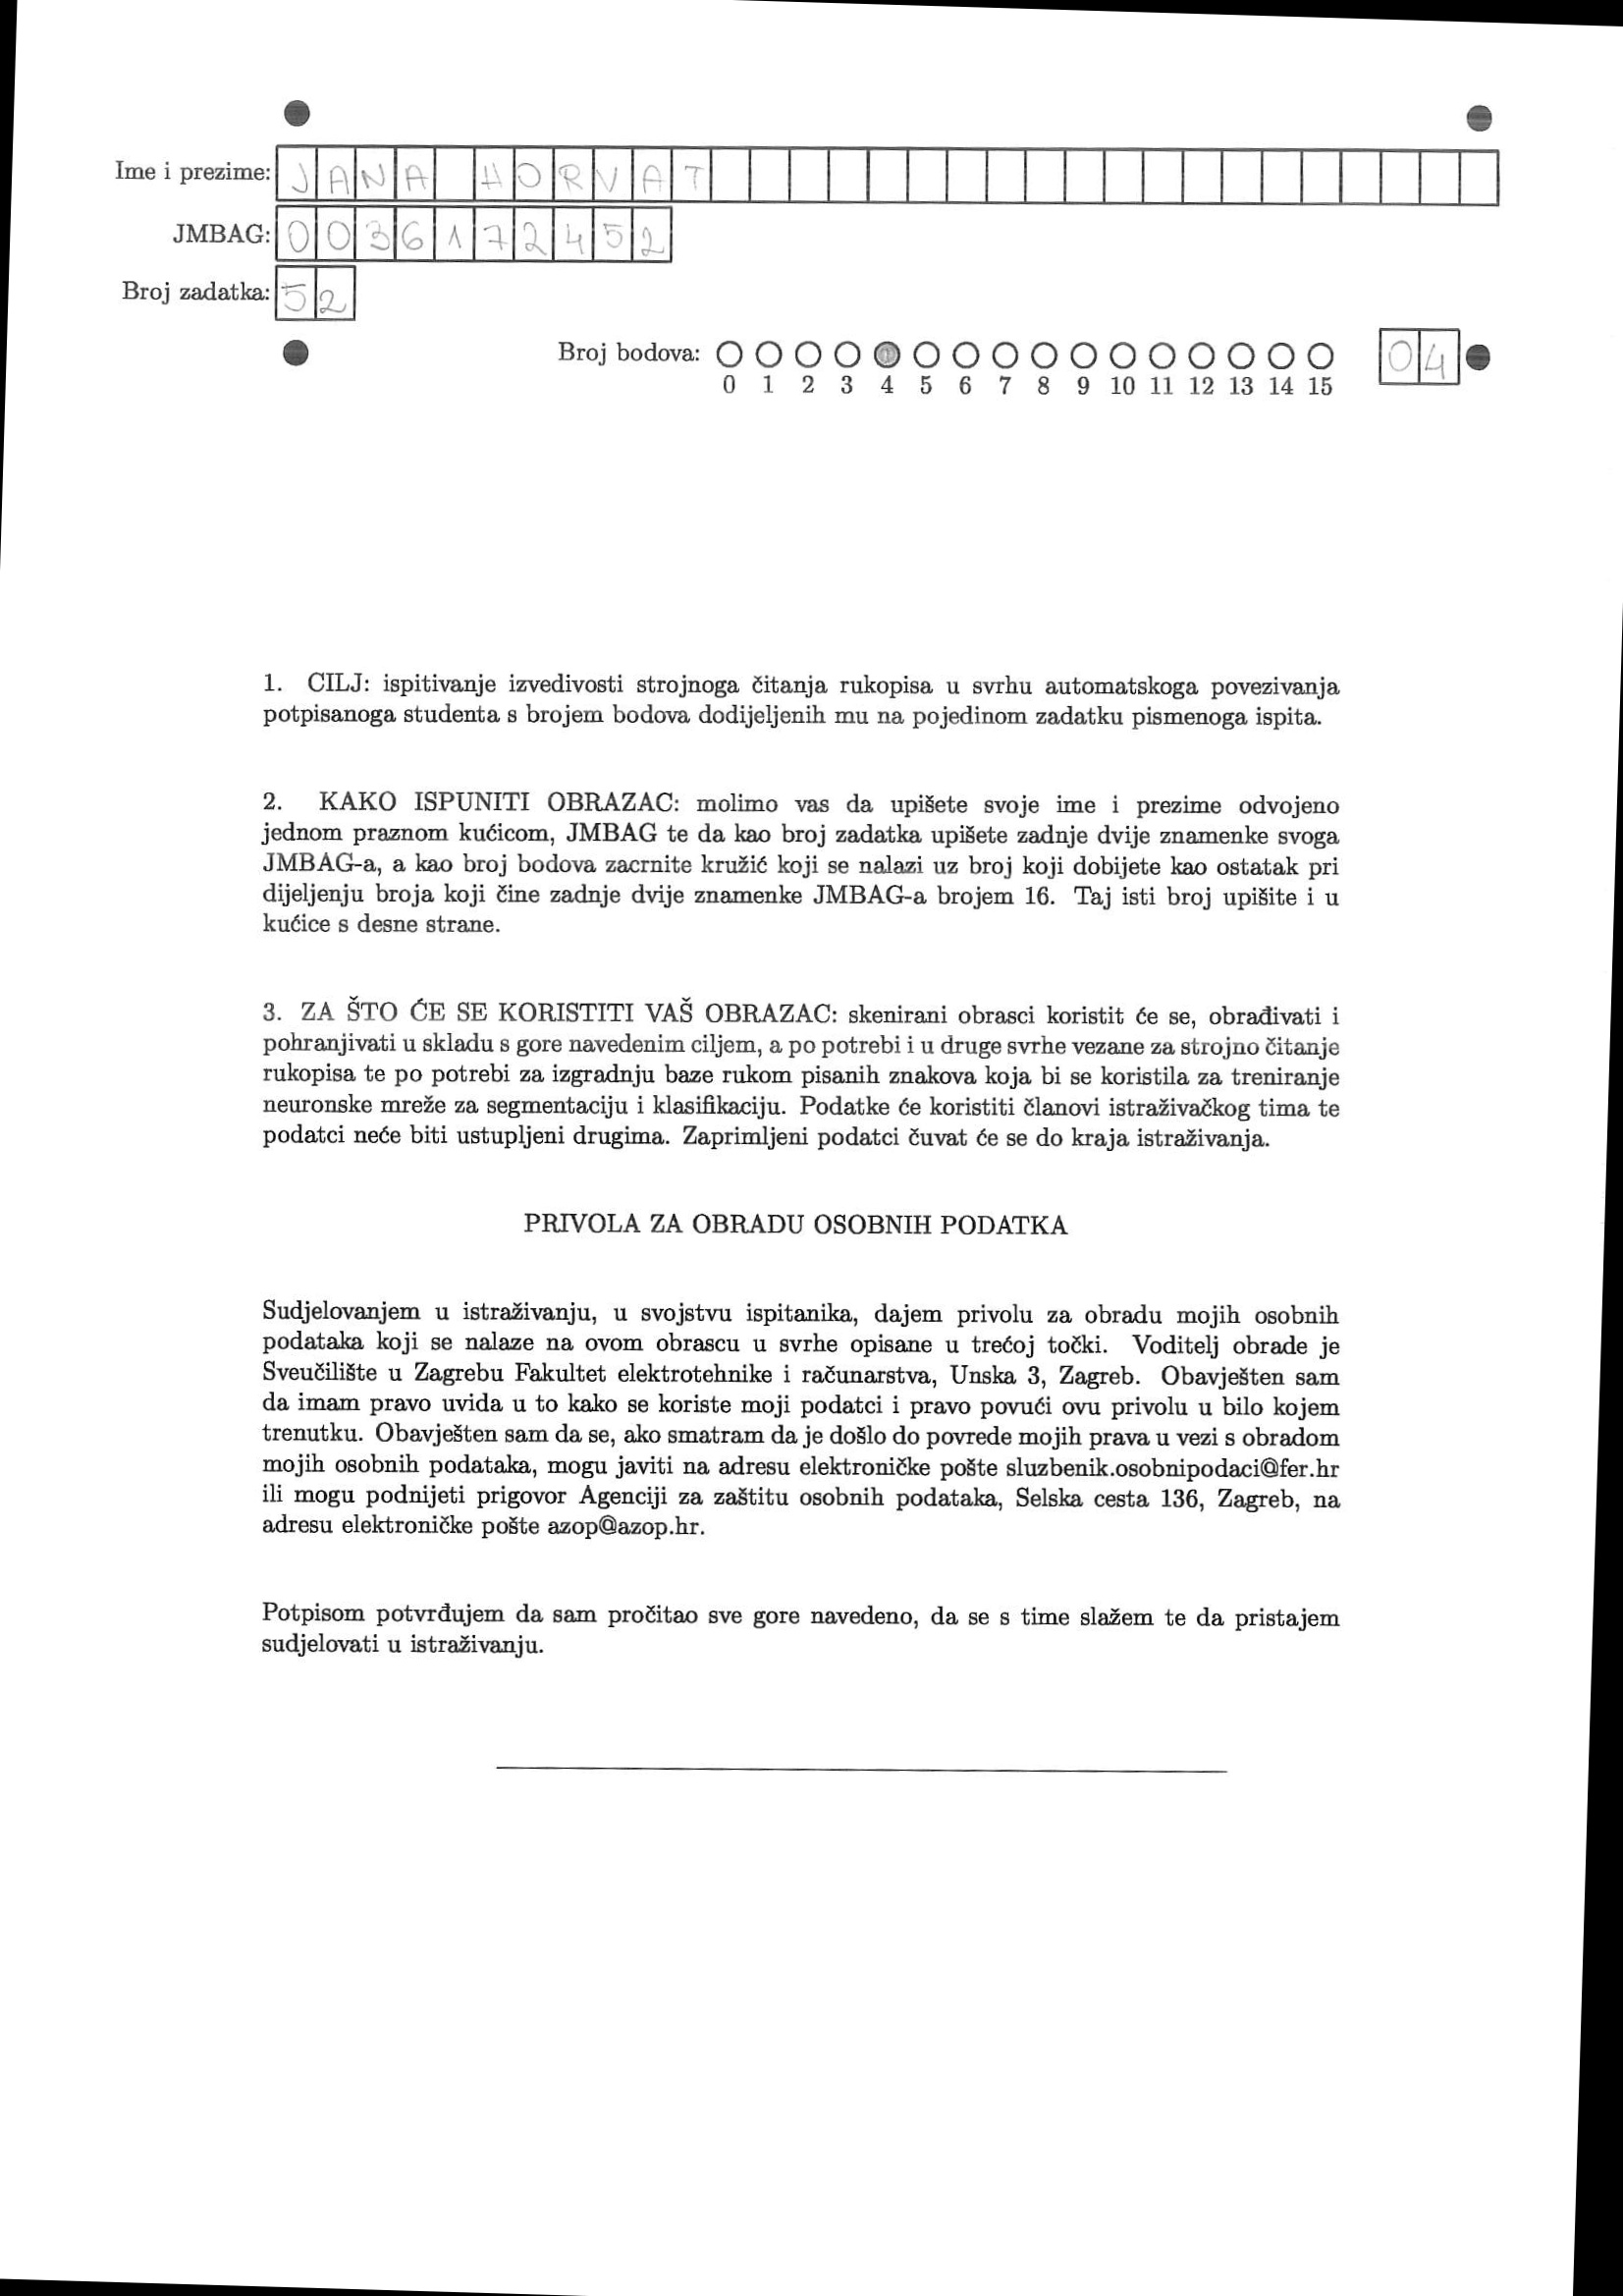 Ime i prezime: JANA HORVAT
JMBAG: 0036172452
Broj zadatka: 52
Broj bodova: 04
0 1 2 3 4 5 6 7 8 9 10 11 12 13 14 15
1. CILJ: ispitivanje izvedivosti strojnoga čitanja rukopisa u svrhu automatskoga povezivanja
potpisanoga studenta s brojem bodova dodijeljenih mu na pojedinom zadatku pismenoga ispita.
2. KAKO ISPUNITI OBRAZAC: molimo vas da upišete svoje ime i prezime odvojeno
jednom praznom kućicom, JMBAG te da kao broj zadatka upišete zadnje dvije znamenke svoga
JMBAG-a, a kao broj bodova zacrnite kružić koji se nalazi uz broj koji dobijete kao ostatak pri
dijeljenju broja koji čine zadnje dvije znamenke JMBAG-a brojem 16. Taj isti broj upišite i u
kućice s desne strane.
3. ZA ŠTO ĆE SE KORISTITI VAŠ OBRAZAC: skenirani obrasci koristit će se, obrađivati i
pohranjivati u skladu s gore navedenim ciljem, a po potrebi i u druge svrhe vezane za strojno čitanje
rukopisa te po potrebi za izgradnju baze rukom pisanih znakova koja bi se koristila za treniranje
neuronske mreže za segmentaciju i klasifikaciju. Podatke će koristiti članovi istraživačkog tima te
podatci neće biti ustupljeni drugima. Zaprimljeni podatci čuvat će se do kraja istraživanja.
PRIVOLA ZA OBRADU OSOBNIH PODATKA
Sudjelovanjem u istraživanju, u svojstvu ispitanika, dajem privolu za obradu mojih osobnih
podataka koji se nalaze na ovom obrascu u svrhe opisane u trećoj točki. Voditelj obrade je
Sveučilište u Zagrebu Fakultet elektrotehnike i računarstva, Unska 3, Zagreb. Obavješten sam
da imam pravo uvida u to kako se koriste moji podatci i pravo povući ovu privolu u bilo kojem
trenutku. Obavješten sam da se, ako smatram da je došlo do povrede mojih prava u vezi s obradom
mojih osobnih podataka, mogu javiti na adresu elektroničke pošte sluzbenik.osobnipodaci@fer.hr
ili mogu podnijeti prigovor Agenciji za zaštitu osobnih podataka, Selska cesta 136, Zagreb, na
adresu elektroničke pošte azop@azop.hr.
Potpisom potvrđujem da sam pročitao sve gore navedeno, da se s time slažem te da pristajem
sudjelovati u istraživanju.